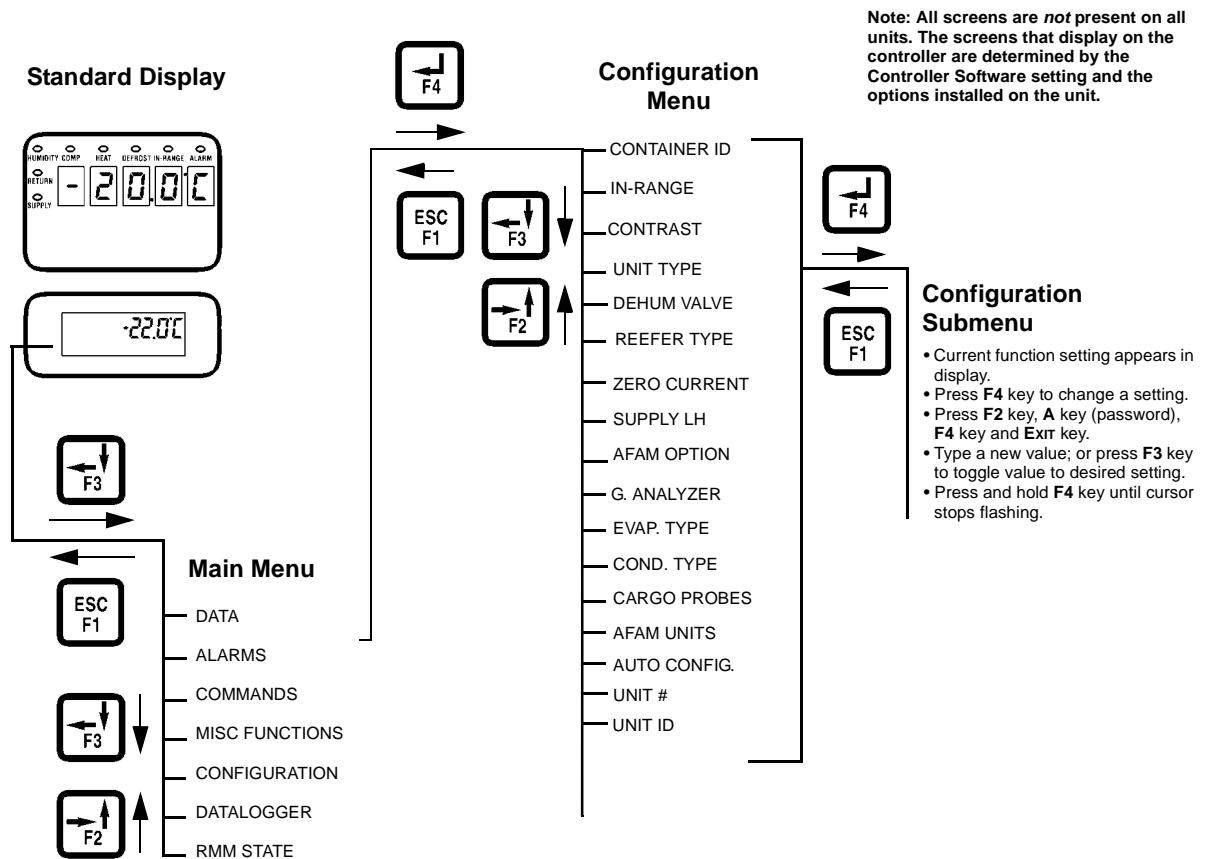 Note: All screens are not present on all
units. The screens that display on the
controller are determined by the
Controller Software setting and the
options installed on the unit.
Standard Display
HUMIDITY COMP HEAT DEFROST IN-RANGE ALARM
RETURN
SUPPLY
-20.0°C
-22.0°C
F3
ESC
F1
F3
F2
Main Menu
DATA
ALARMS
COMMANDS
MISC FUNCTIONS
CONFIGURATION
DATALOGGER
RMM STATE
F4
ESC
F1
F3
F2
Configuration
Menu
CONTAINER ID
IN-RANGE
CONTRAST
UNIT TYPE
DEHUM VALVE
REEFER TYPE
ZERO CURRENT
SUPPLY LH
AFAM OPTION
G. ANALYZER
EVAP. TYPE
COND. TYPE
CARGO PROBES
AFAM UNITS
AUTO CONFIG.
UNIT #
UNIT ID
F4
ESC
F1
Configuration
Submenu
• Current function setting appears in
display.
• Press F4 key to change a setting.
• Press F2 key, A key (password),
F4 key and EXIT key.
• Type a new value; or press F3 key
to toggle value to desired setting.
• Press and hold F4 key until cursor
stops flashing.